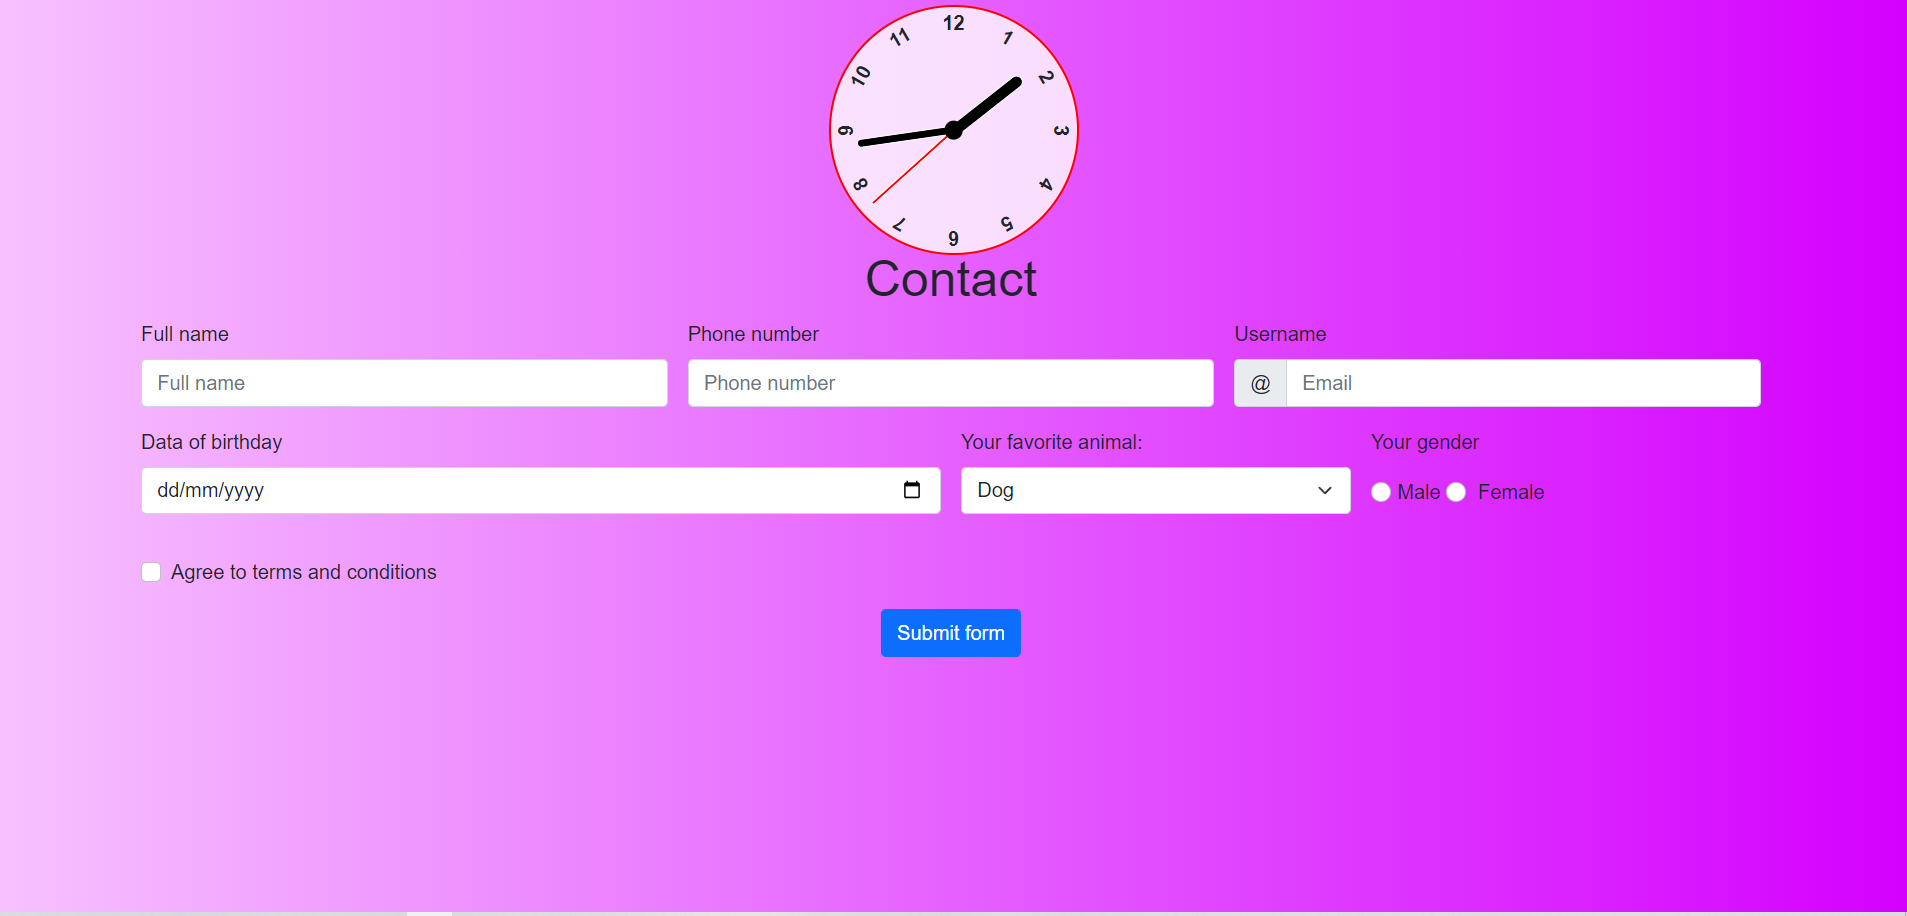 12
11
1
10
2
9
3
8
4
7
5
6
Contact
Full name
Phone number
Username
Full name
Phone number
@
Email
Data of birthday
Your favorite animal:
Your gender
dd/mm/yyyy
Dog
Male
Female
Agree to terms and conditions
Submit form